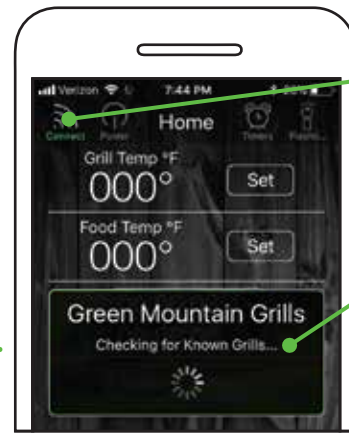 Verizon 7:44 PM
Connect Power Home Timers
Grill Temp °F
000° Set
Food Temp °F
000° Set
Green Mountain Grills
Checking for Known Grills...